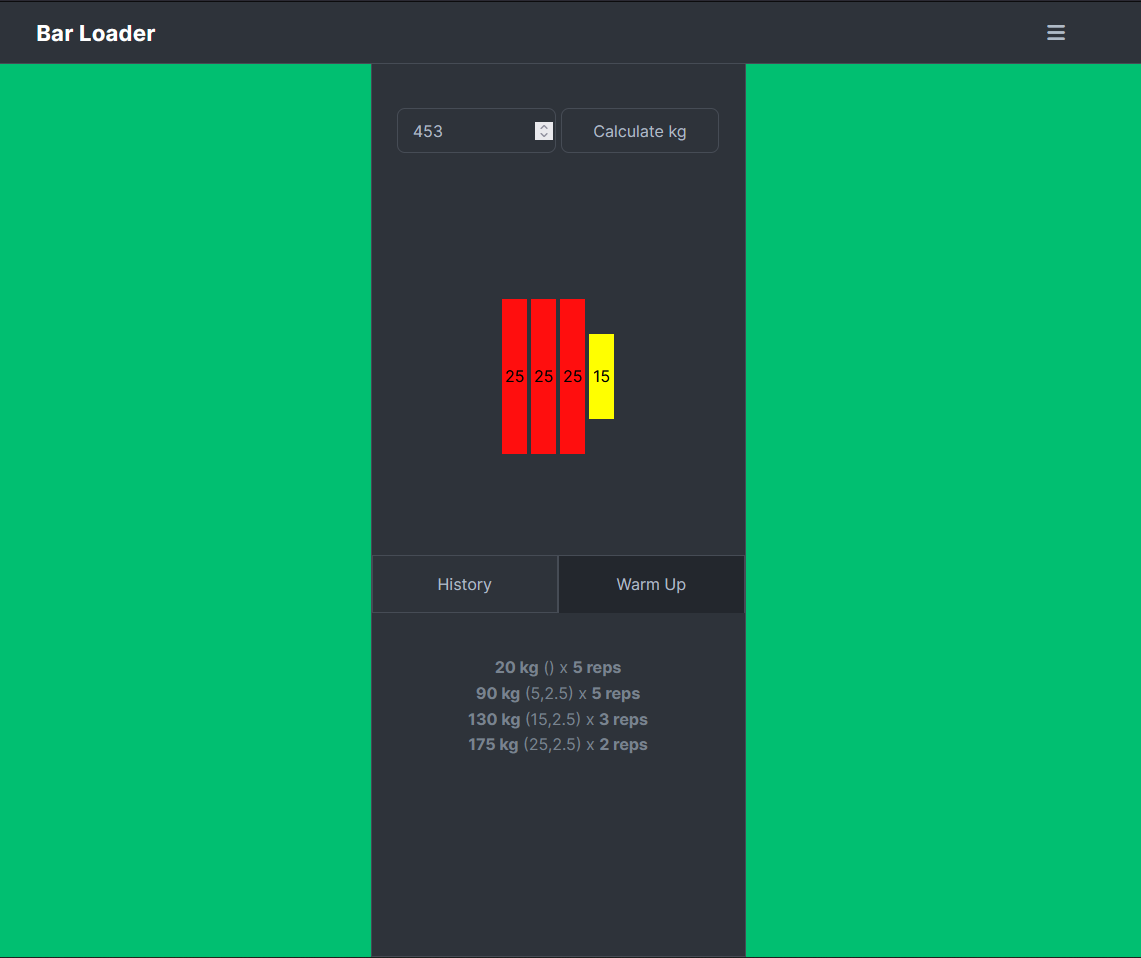 Bar Loader
453
Calculate kg
25 25 25 15
History
Warm Up
20 kg () x 5 reps
90 kg (5,2.5) x 5 reps
130 kg (15,2.5) x 3 reps
175 kg (25,2.5) x 2 reps